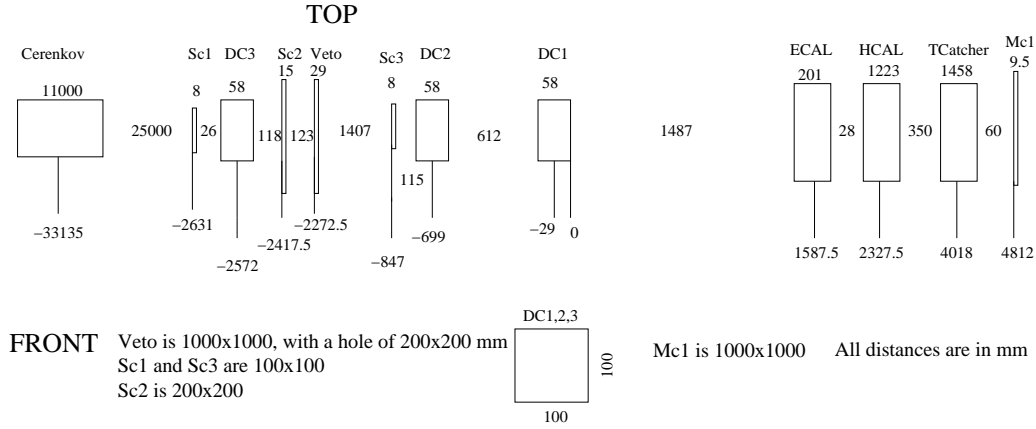 TOP
Cerenkov Sc1 DC3 Sc2 Veto Sc3 DC2 DC1 ECAL HCAL TCatcher Mc1
11000 8 58 15 29 8 58 58 201 1223 1458 9.5
25000 26 118 123 1407 115 612 1487 28 350 60
−33135 −2631 −2572 −2417.5 −2272.5 −847 −699 −29 0 1587.5 2327.5 4018 4812
FRONT
Veto is 1000x1000, with a hole of 200x200 mm
Sc1 and Sc3 are 100x100
Sc2 is 200x200
DC1,2,3
100
100
Mc1 is 1000x1000 All distances are in mm